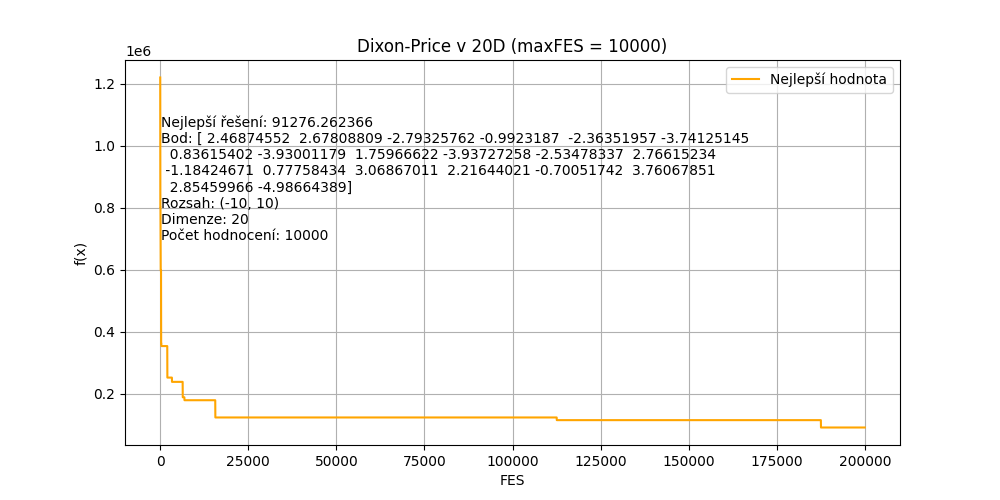 Dixon-Price v 20D (maxFES = 10000)
1e6
Nejlepší hodnota
1.2
1.0
0.8
0.6
0.4
0.2
f(x)
Nejlepší řešení: 91276.262366
Bod: [ 2.46874552 2.67808809 -2.79325762 -0.9923187 -2.36351957 -3.74125145
0.83615402 -3.93001179 1.75966622 -3.93727258 -2.53478337 2.76615234
-1.18424671 0.77758434 3.06867011 2.21644021 -0.70051742 3.76067851
2.85459966 -4.98664389]
Rozsah: (-10, 10)
Dimenze: 20
Počet hodnocení: 10000
0 25000 50000 75000 100000 125000 150000 175000 200000
FES